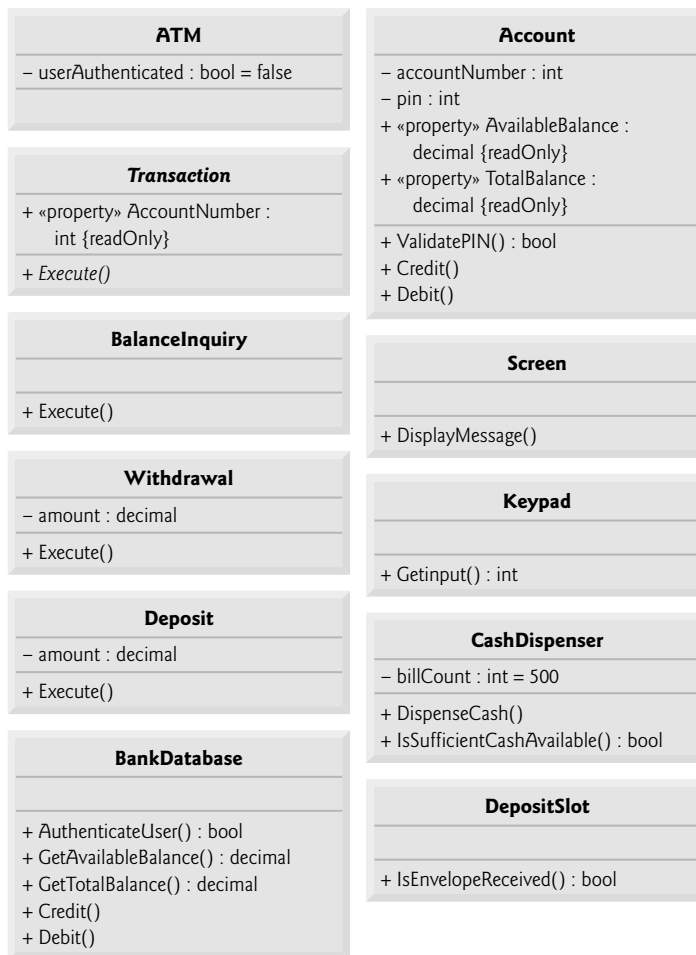 ATM
– userAuthenticated : bool = false
Transaction
+ «property» AccountNumber :
int {readOnly}
+ Execute()
BalanceInquiry
+ Execute()
Withdrawal
– amount : decimal
+ Execute()
Deposit
– amount : decimal
+ Execute()
BankDatabase
+ AuthenticateUser() : bool
+ GetAvailableBalance() : decimal
+ GetTotalBalance() : decimal
+ Credit()
+ Debit()
Account
– accountNumber : int
– pin : int
+ «property» AvailableBalance :
decimal {readOnly}
+ «property» TotalBalance :
decimal {readOnly}
+ ValidatePIN() : bool
+ Credit()
+ Debit()
Screen
+ DisplayMessage()
Keypad
+ Getinput() : int
CashDispenser
– billCount : int = 500
+ DispenseCash()
+ IsSufficientCashAvailable() : bool
DepositSlot
+ IsEnvelopeReceived() : bool